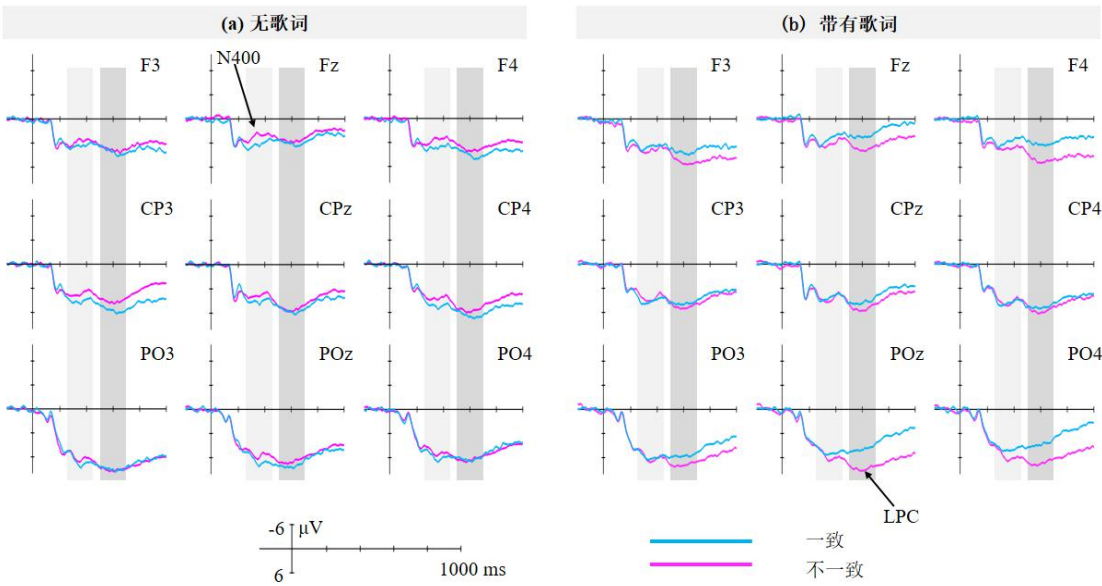 (a) 无歌词
(b) 带有歌词
N400
F3 Fz F4
F3 Fz F4
CP3 CPz CP4
CP3 CPz CP4
PO3 POz PO4
PO3 POz PO4
LPC
-6 μV
6
1000 ms
一致
不一致